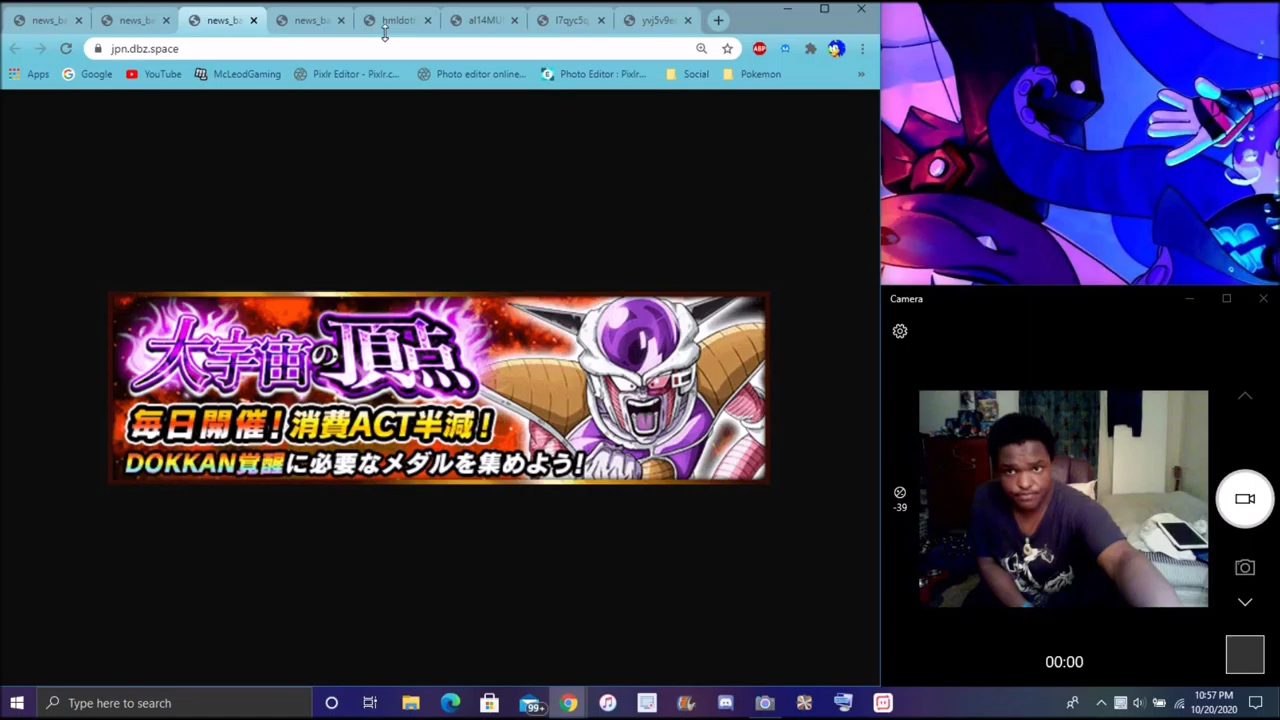 news_ba
news_ba
news_ba
news_ba
hmldott
al14MU
l7qyc5q
yvj5v9e
jpn.dbz.space
ABP
Apps
Google
YouTube
McLeodGaming
Pixlr Editor - Pixlr.c...
Photo editor online...
Photo Editor : Pixlr...
Social
Pokemon
»
大宇宙の頂点
毎日開催!消費ACT半減!
DOKKAN覚醒に必要なメダルを集めよう!
Camera
-39
00:00
Type here to search
99+
10:57 PM
10/20/2020